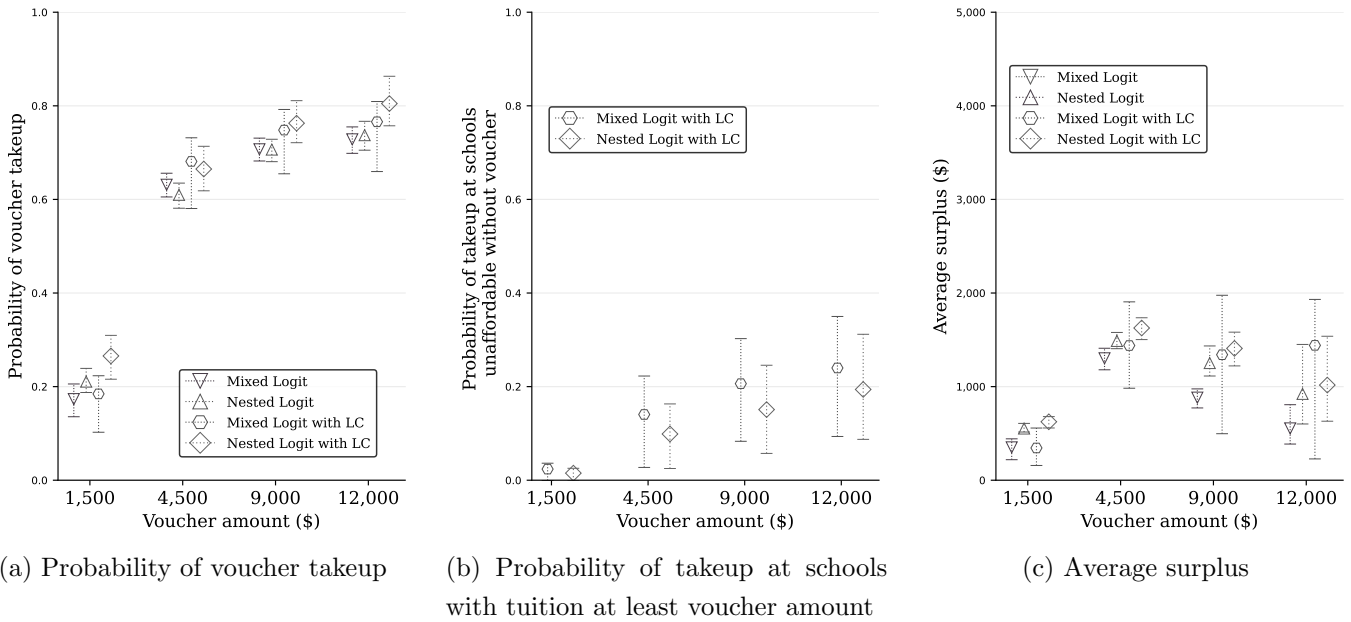 Probability of voucher takeup
1.0
0.8
0.6
0.4
0.2
0.0
Mixed Logit
Nested Logit
Mixed Logit with LC
Nested Logit with LC
1,500 4,500 9,000 12,000
Voucher amount ($)
(a) Probability of voucher takeup
Probability of takeup at schools
unaffordable without voucher
1.0
0.8
0.6
0.4
0.2
0.0
Mixed Logit with LC
Nested Logit with LC
1,500 4,500 9,000 12,000
Voucher amount ($)
(b) Probability of takeup at schools
with tuition at least voucher amount
Average surplus ($)
5,000
4,000
3,000
2,000
1,000
0
Mixed Logit
Nested Logit
Mixed Logit with LC
Nested Logit with LC
1,500 4,500 9,000 12,000
Voucher amount ($)
(c) Average surplus